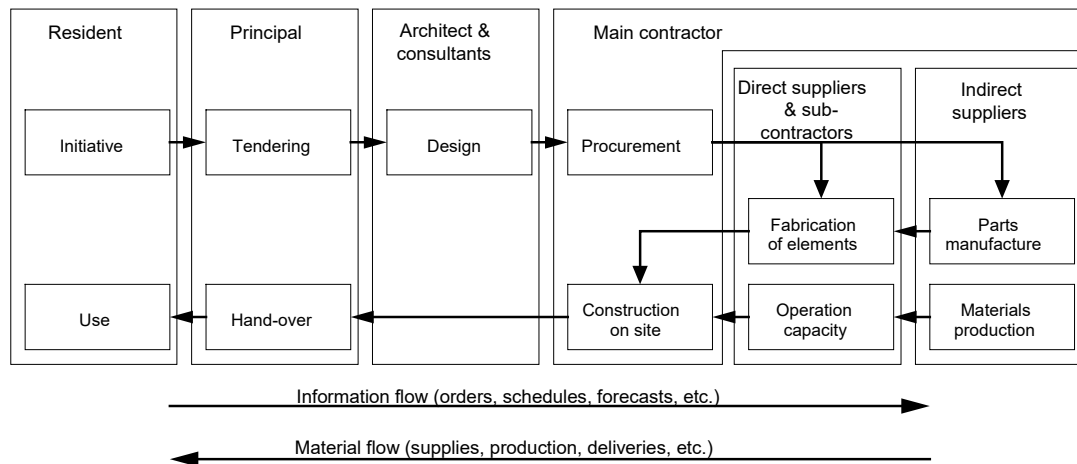 Resident
Principal
Architect &
consultants
Main contractor
Direct suppliers
& sub-
contractors
Indirect
suppliers
Initiative
Tendering
Design
Procurement
Fabrication
of elements
Parts
manufacture
Use
Hand-over
Construction
on site
Operation
capacity
Materials
production
Information flow (orders, schedules, forecasts, etc.)
Material flow (supplies, production, deliveries, etc.)